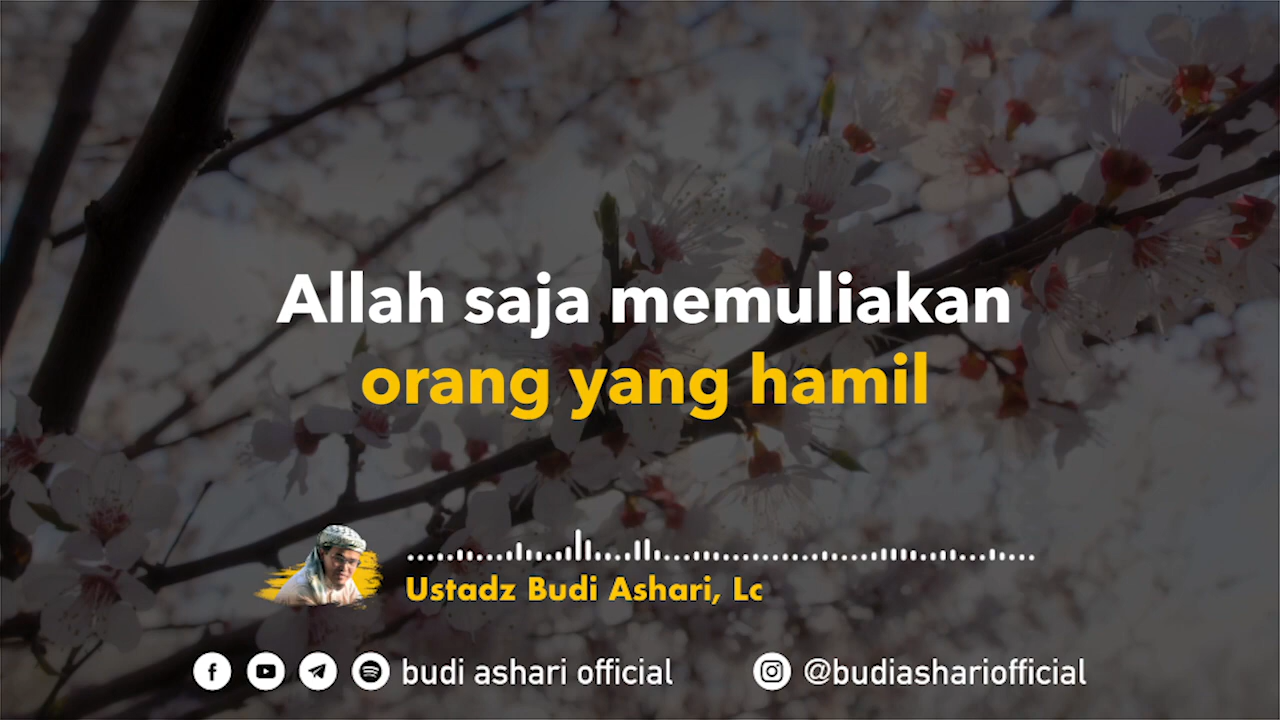 Allah saja memuliakan
orang yang hamil
Ustadz Budi Ashari, Lc
budi ashari official
@budiashariofficial